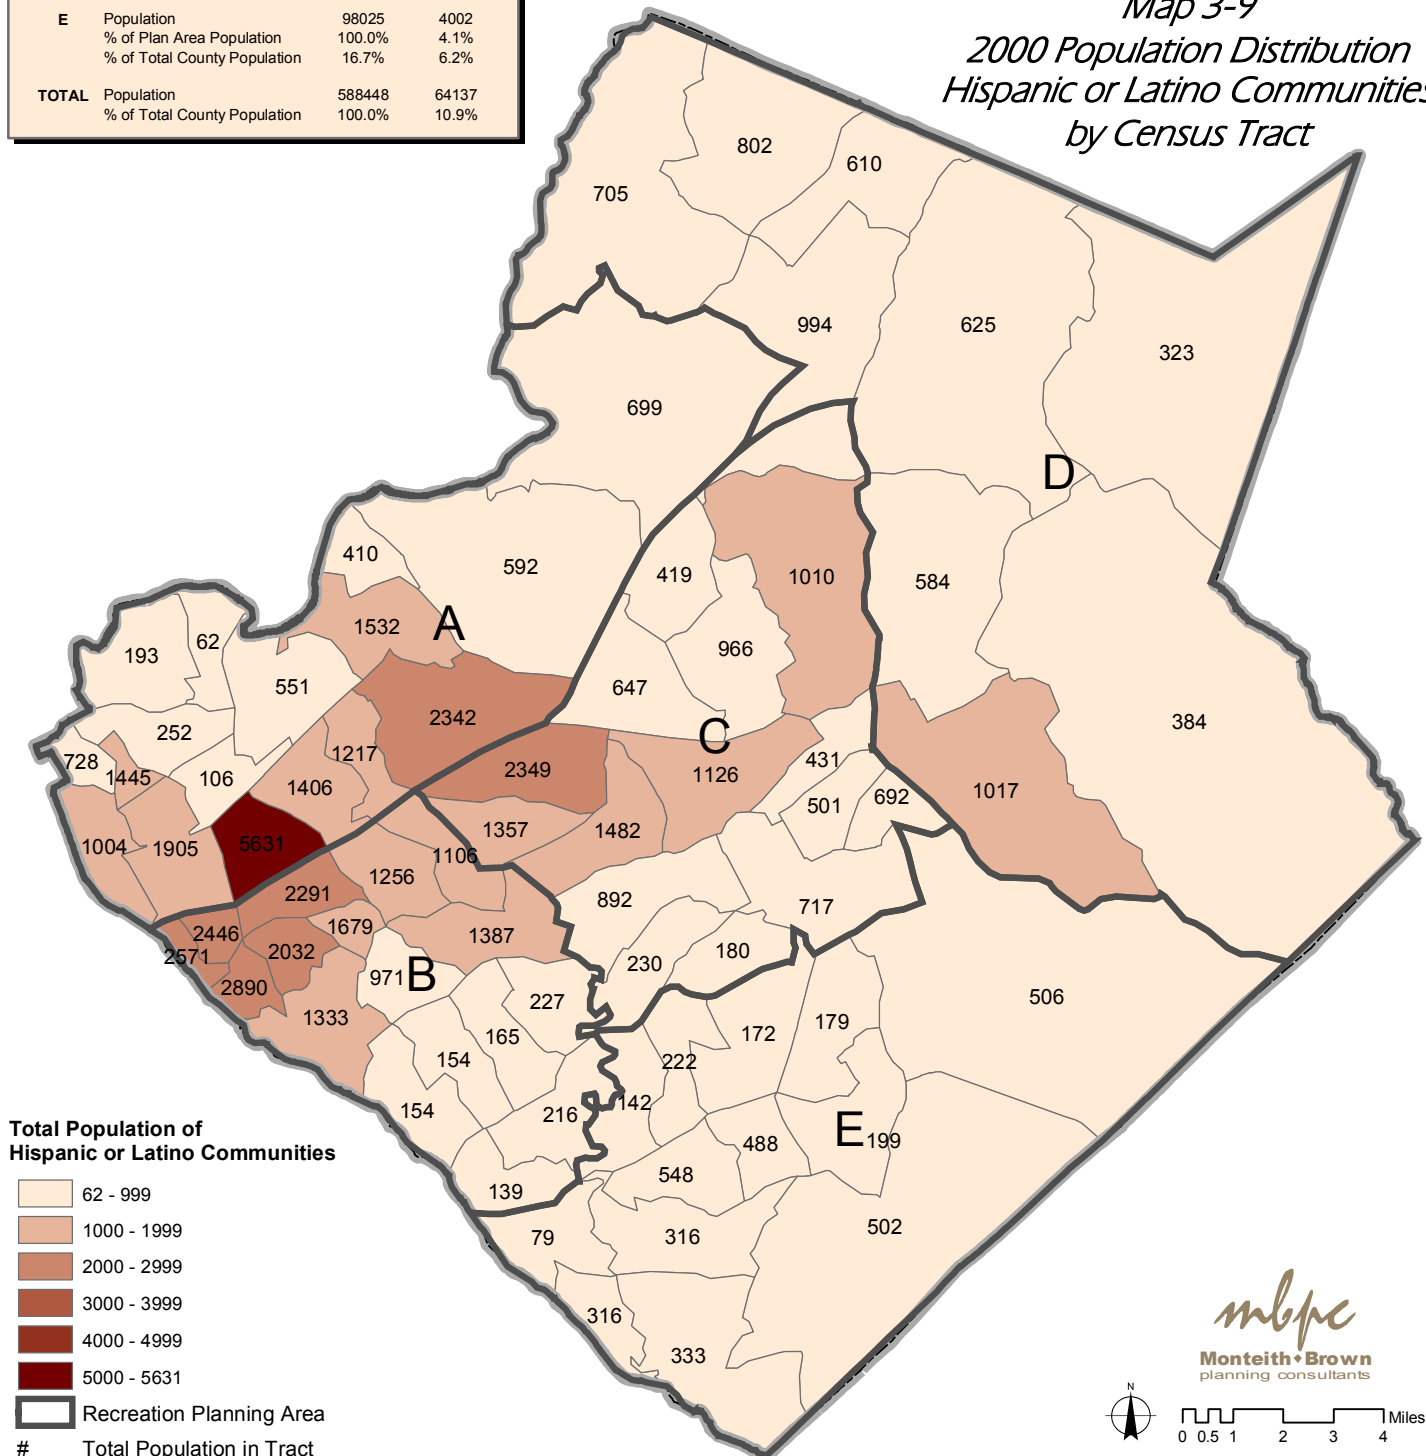 E Population 98025 4002
% of Plan Area Population 100.0% 4.1%
% of Total County Population 16.7% 6.2%
TOTAL Population 588448 64137
% of Total County Population 100.0% 10.9%
Map 3-9
2000 Population Distribution
Hispanic or Latino Communities
by Census Tract
802
610
705
994
625
323
699
D
410
592
419
1010
584
1532
A
193
62
966
551
647
2342
384
252
1217
C
728
1445
106
1406
2349
1126
431
1017
501
692
1004
1905
5631
1357
1482
1106
1256
2291
892
717
2446
1679
1387
2571
2032
180
230
971
B
2890
227
506
1333
165
172
179
154
222
154
216
142
E
199
488
548
139
79
316
502
316
333
Total Population of
Hispanic or Latino Communities
62 - 999
1000 - 1999
2000 - 2999
3000 - 3999
4000 - 4999
5000 - 5631
Recreation Planning Area
# Total Population in Tract
mbpc
Monteith♦Brown
planning consultants
N
Miles
0 0.5 1 2 3 4